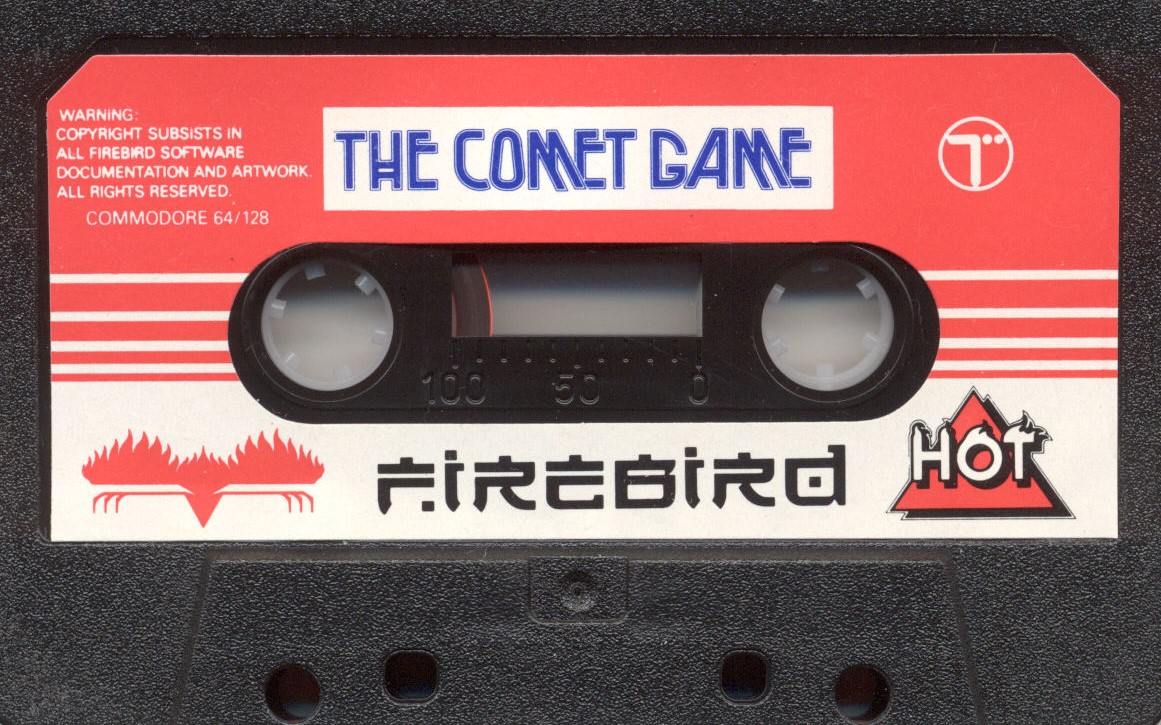 WARNING:
COPYRIGHT SUBSISTS IN
ALL FIREBIRD SOFTWARE
DOCUMENTATION AND ARTWORK.
ALL RIGHTS RESERVED.
COMMODORE 64/128
THE COMET GAME
T
100 50 0
FIREBIRD
HOT